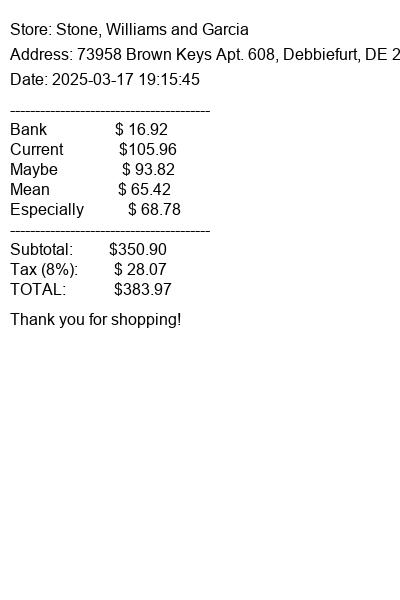 Store: Stone, Williams and Garcia
Address: 73958 Brown Keys Apt. 608, Debbiefurt, DE 2
Date: 2025-03-17 19:15:45
----------------------------------------
Bank $ 16.92
Current $105.96
Maybe $ 93.82
Mean $ 65.42
Especially $ 68.78
----------------------------------------
Subtotal: $350.90
Tax (8%): $ 28.07
TOTAL: $383.97
Thank you for shopping!